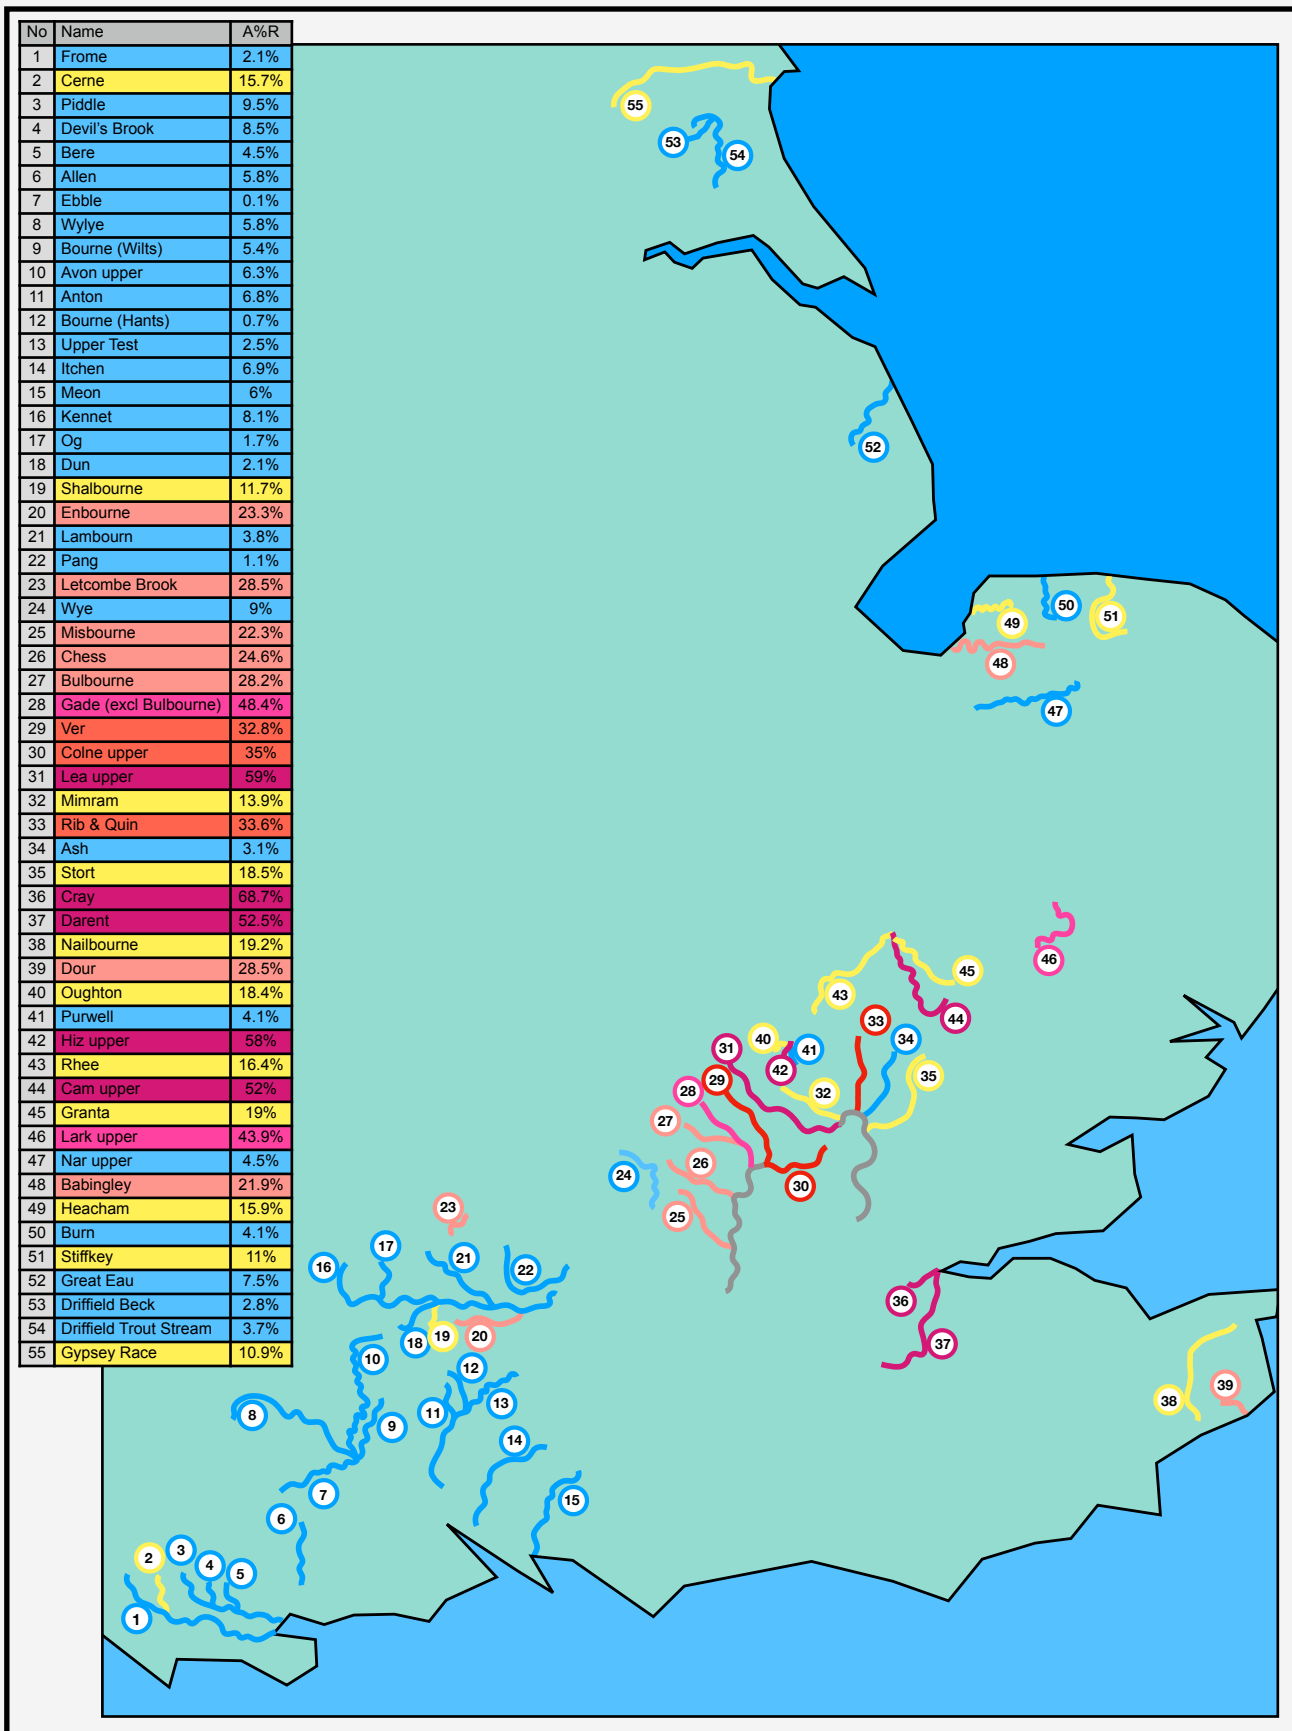 No Name A%R
1 Frome 2.1%
2 Cerne 15.7%
3 Piddle 9.5%
4 Devil's Brook 8.5%
5 Bere 4.5%
6 Allen 5.8%
7 Ebble 0.1%
8 Wylye 5.8%
9 Bourne (Wilts) 5.4%
10 Avon upper 6.3%
11 Anton 6.8%
12 Bourne (Hants) 0.7%
13 Upper Test 2.5%
14 Itchen 6.9%
15 Meon 6%
16 Kennet 8.1%
17 Og 1.7%
18 Dun 2.1%
19 Shalbourne 11.7%
20 Enbourne 23.3%
21 Lambourn 3.8%
22 Pang 1.1%
23 Letcombe Brook 28.5%
24 Wye 9%
25 Misbourne 22.3%
26 Chess 24.6%
27 Bulbourne 28.2%
28 Gade (excl Bulbourne) 48.4%
29 Ver 32.8%
30 Colne upper 35%
31 Lea upper 59%
32 Mimram 13.9%
33 Rib & Quin 33.6%
34 Ash 3.1%
35 Stort 18.5%
36 Cray 68.7%
37 Darent 52.5%
38 Nailbourne 19.2%
39 Dour 28.5%
40 Oughton 18.4%
41 Purwell 4.1%
42 Hiz upper 58%
43 Rhee 16.4%
44 Cam upper 52%
45 Granta 19%
46 Lark upper 43.9%
47 Nar upper 4.5%
48 Babingley 21.9%
49 Heacham 15.9%
50 Burn 4.1%
51 Stiffkey 11%
52 Great Eau 7.5%
53 Driffield Beck 2.8%
54 Driffield Trout Stream 3.7%
55 Gypsey Race 10.9%
55
53
54
52
50
49
51
48
47
46
45
43
44
33
40
41
34
31
42
29
35
28
32
27
26
24
30
25
23
17
21
16
22
36
19
20
18
37
10
12
39
38
13
11
8
9
14
7
15
6
3
2
4
5
1